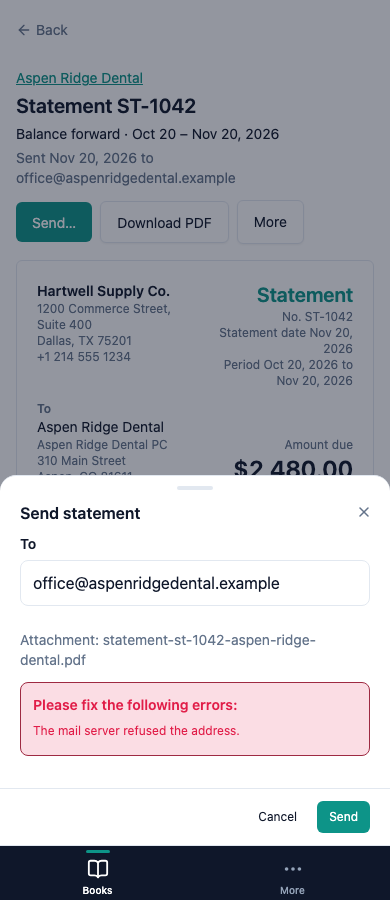 ← Back
Aspen Ridge Dental
Statement ST-1042
Balance forward · Oct 20 – Nov 20, 2026
Sent Nov 20, 2026 to
office@aspenridgedental.example
Send...
Download PDF
More
Hartwell Supply Co.
1200 Commerce Street,
Suite 400
Dallas, TX 75201
+1 214 555 1234
Statement
No. ST-1042
Statement date Nov 20,
2026
Period Oct 20, 2026 to
Nov 20, 2026
To
Aspen Ridge Dental
Aspen Ridge Dental PC
310 Main Street
Amount due
$2,480.00
Send statement
To
office@aspenridgedental.example
Attachment: statement-st-1042-aspen-ridge-
dental.pdf
Please fix the following errors:
The mail server refused the address.
Cancel
Send
Books
More